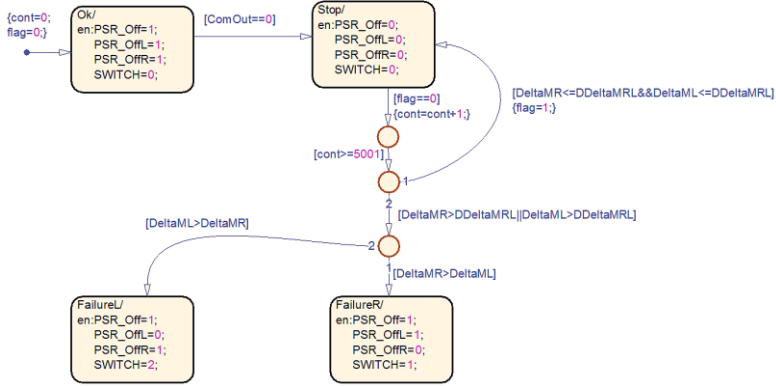 {cont=0;
flag=0;}
Ok/
en:PSR_Off=1;
PSR_OffL=1;
PSR_OffR=1;
SWITCH=0;
[ComOut==0]
Stop/
en:PSR_Off=0;
PSR_OffL=0;
PSR_OffR=0;
SWITCH=0;
[flag==0]
{cont=cont+1;}
[DeltaMR<=DDeltaMRL&&DeltaML<=DDeltaMRL]
{flag=1;}
[cont>=5001]
1
2
[DeltaMR>DDeltaMRL||DeltaML>DDeltaMRL]
[DeltaML>DeltaMR]
2
1
[DeltaMR>DeltaML]
FailureL/
en:PSR_Off=1;
PSR_OffL=0;
PSR_OffR=1;
SWITCH=2;
FailureR/
en:PSR_Off=1;
PSR_OffL=1;
PSR_OffR=0;
SWITCH=1;